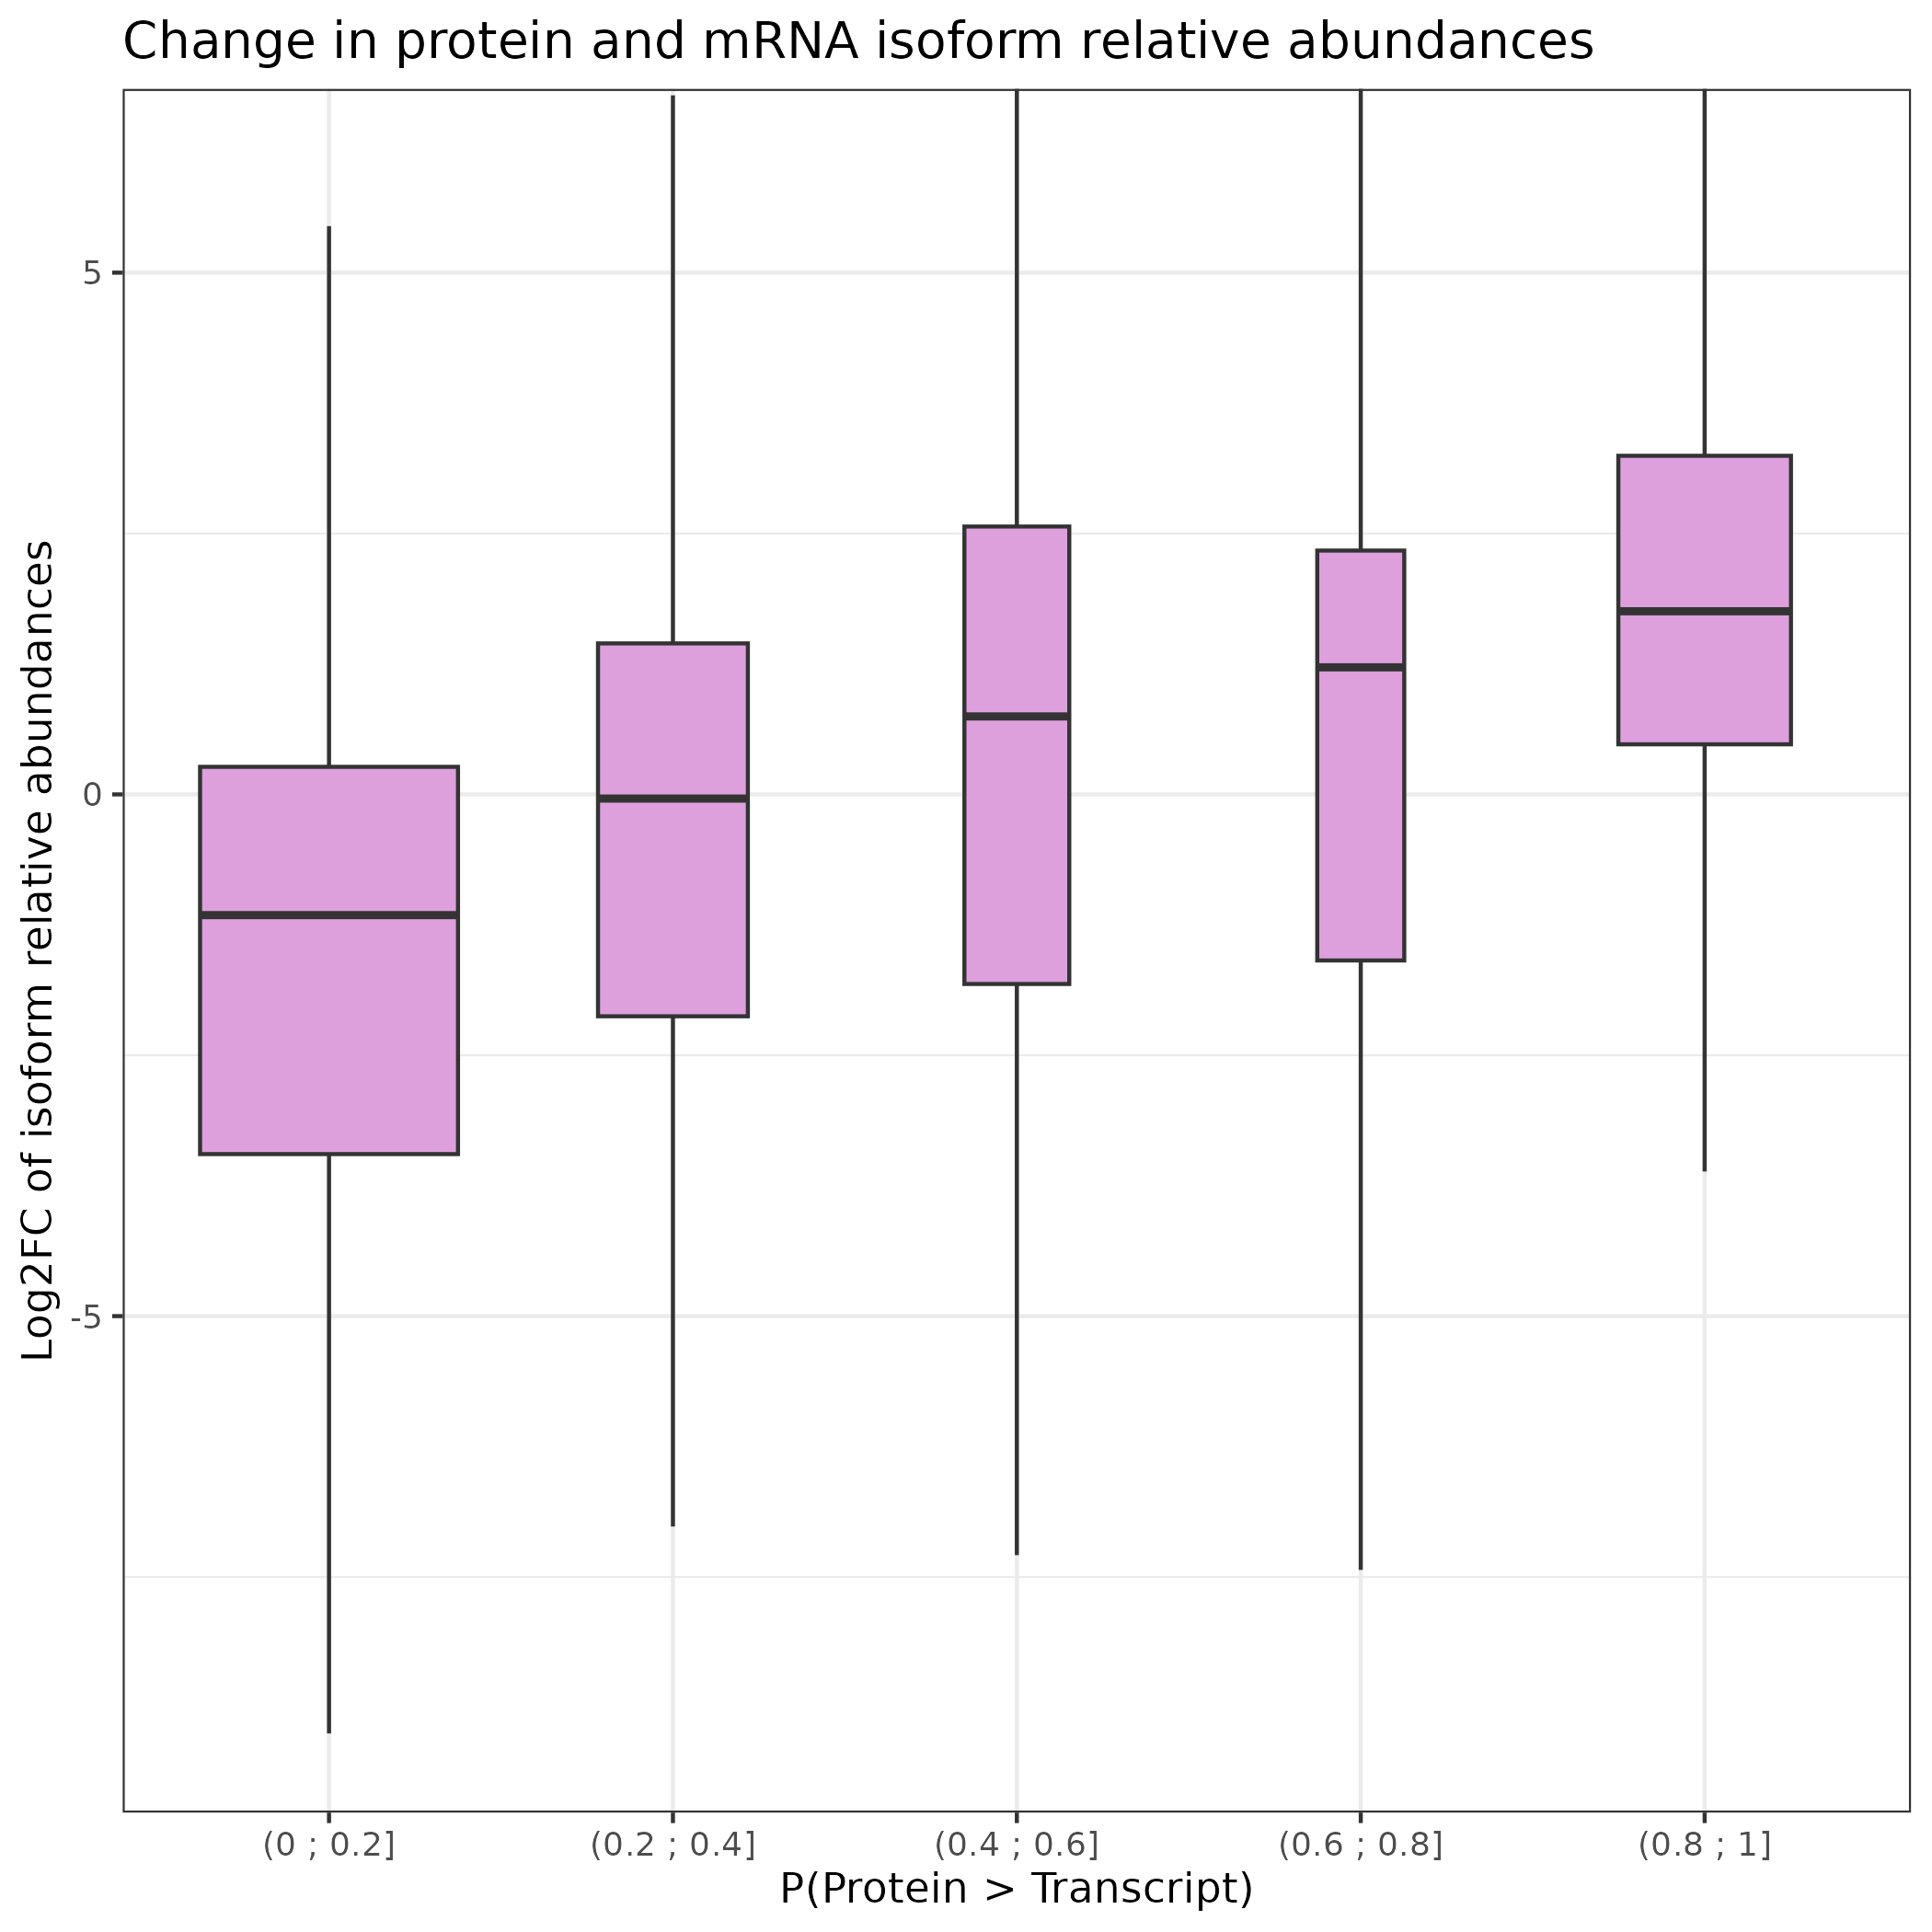 Change in protein and mRNA isoform relative abundances
Log2FC of isoform relative abundances
5
0
-5
(0 ; 0.2]
(0.2 ; 0.4]
(0.4 ; 0.6]
(0.6 ; 0.8]
(0.8 ; 1]
P(Protein > Transcript)